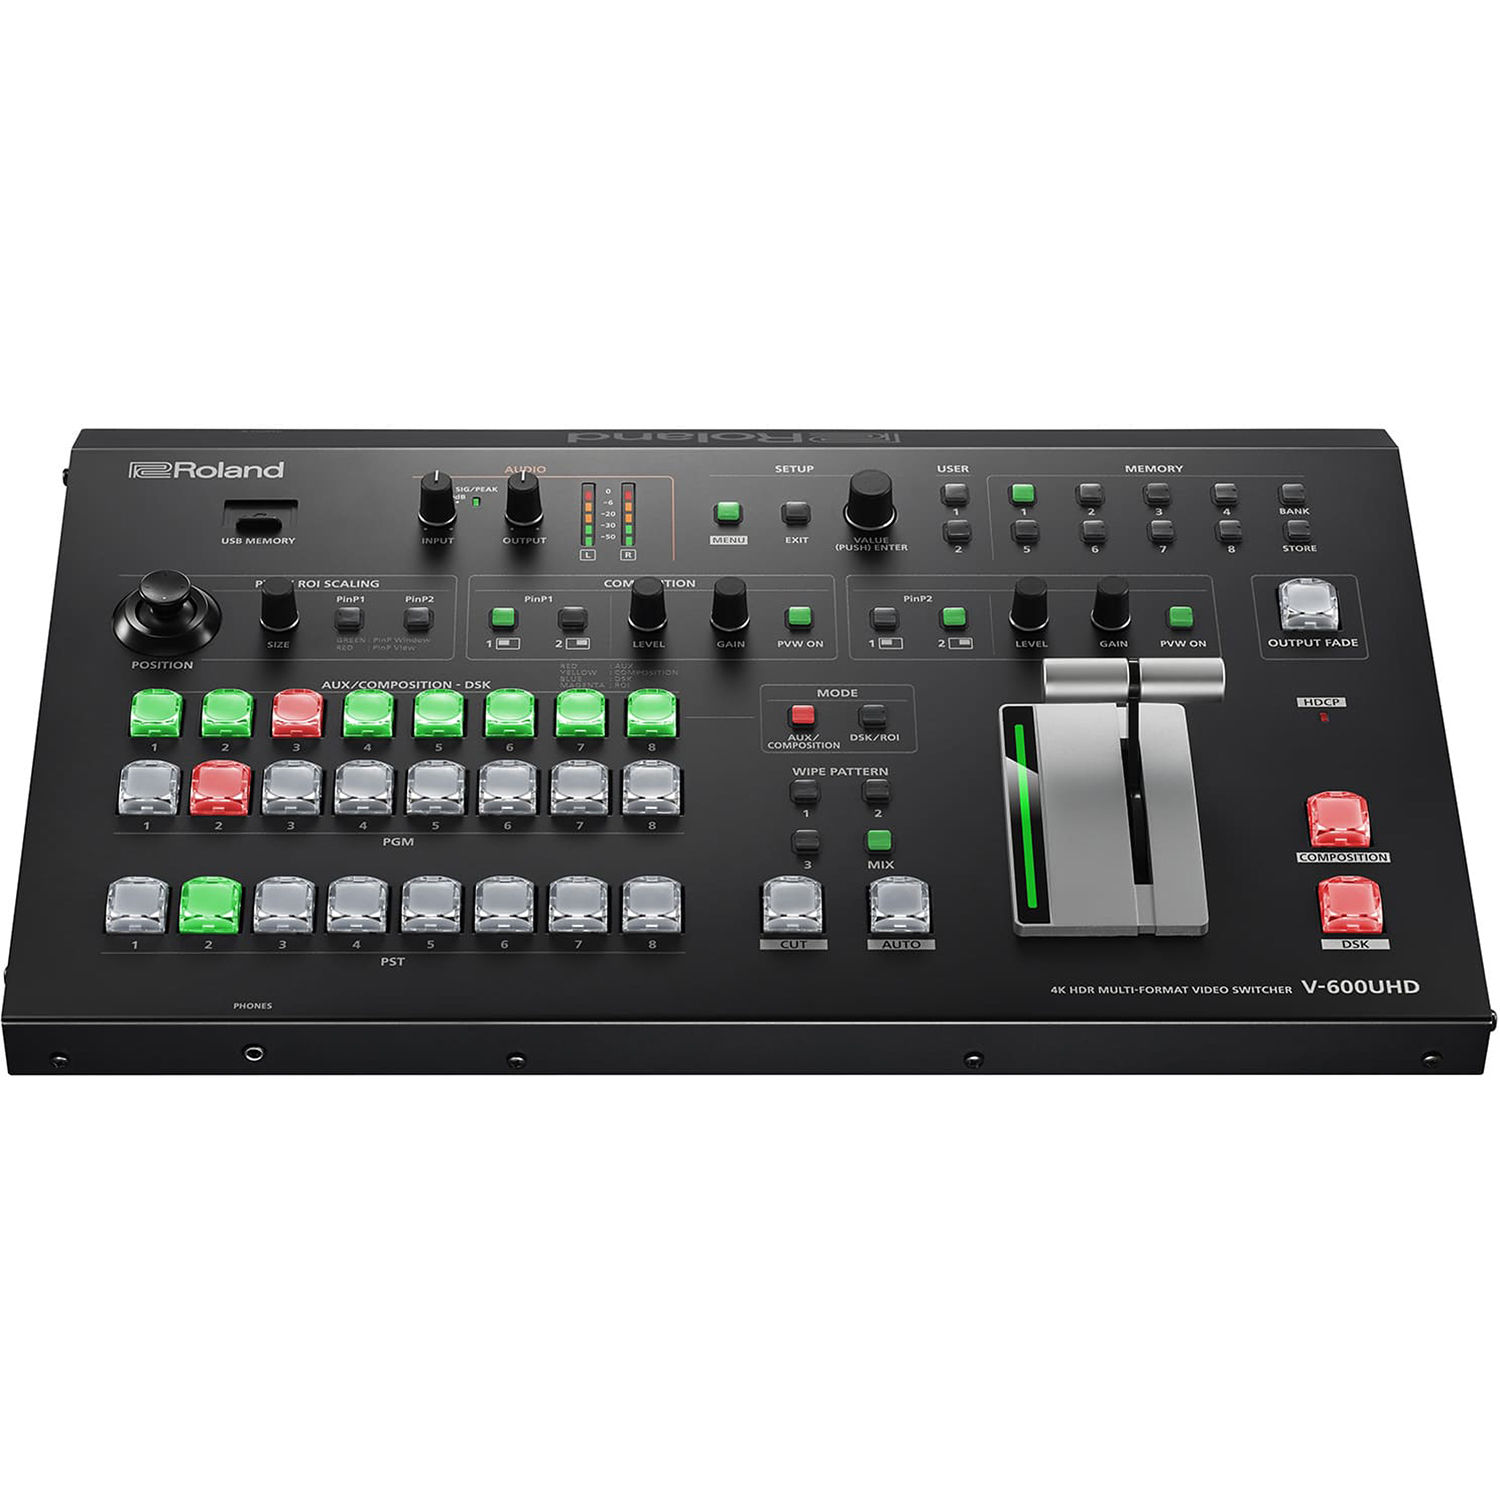 Roland
Roland
USB MEMORY
AUDIO
SIG/PEAK
dB
INPUT
OUTPUT
0
-6
-20
-30
-50
L
R
SETUP
MENU
EXIT
VALUE
(PUSH) ENTER
USER
1
2
MEMORY
1
2
3
4
BANK
5
6
7
8
STORE
POSITION
ROI SCALING
SIZE
PinP1
PinP2
GREEN : PinP Window
RED : PinP View
COMPOSITION
PinP1
1
2
LEVEL
GAIN
PVW ON
PinP2
1
2
LEVEL
GAIN
PVW ON
OUTPUT FADE
RED : AUX
YELLOW : COMPOSITION
BLUE : DSK
MAGENTA : ROI
AUX/COMPOSITION - DSK
1 2 3 4 5 6 7 8
1 2 3 4 5 6 7 8
PGM
1 2 3 4 5 6 7 8
PST
MODE
AUX/
COMPOSITION
DSK/ROI
WIPE PATTERN
1
2
3
MIX
CUT
AUTO
HDCP
COMPOSITION
DSK
4K HDR MULTI-FORMAT VIDEO SWITCHER V-600UHD
PHONES